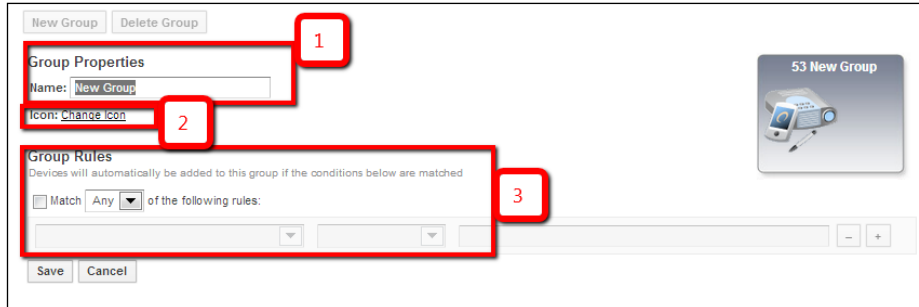 New Group Delete Group
1
Group Properties
53 New Group
Name: New Group
Icon: Change Icon
2
Group Rules
Devices will automatically be added to this group if the conditions below are matched
3
Match Any of the following rules:
– +
Save Cancel